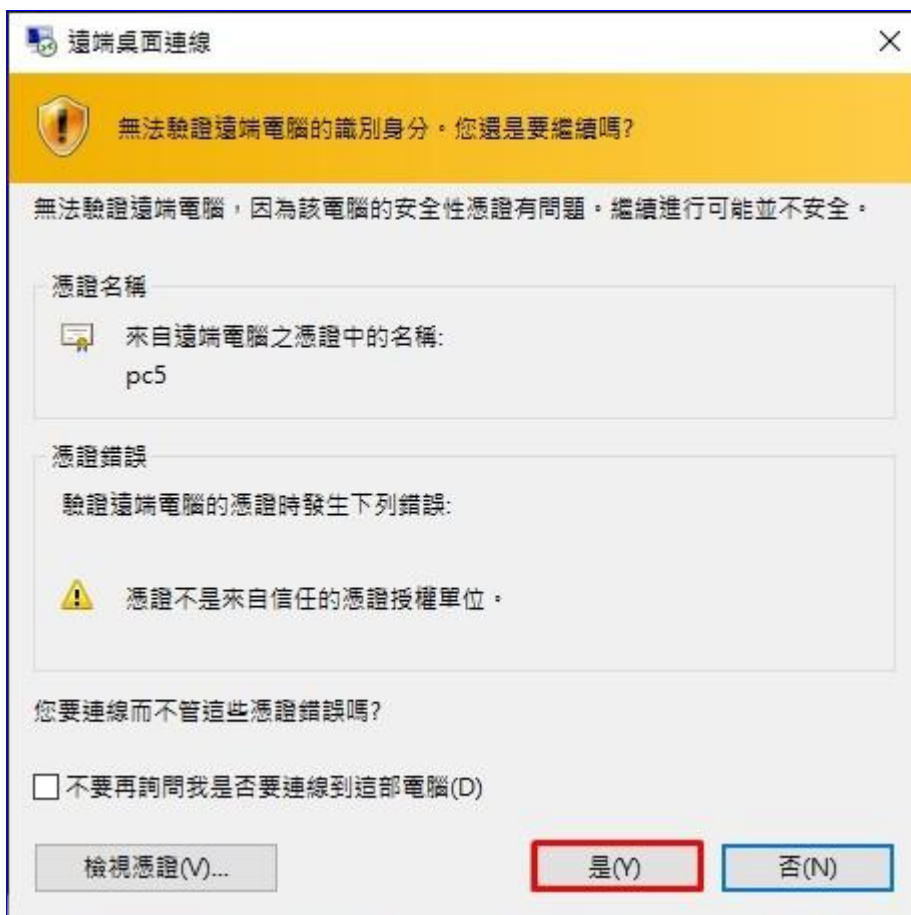 遠端桌面連線
無法驗證遠端電腦的識別身分。您還是要繼續嗎?
無法驗證遠端電腦，因為該電腦的安全性憑證有問題。繼續進行可能並不安全。
憑證名稱
來自遠端電腦之憑證中的名稱:
pc5
憑證錯誤
驗證遠端電腦的憑證時發生下列錯誤:
憑證不是來自信任的憑證授權單位。
您要連線而不管這些憑證錯誤嗎?
不要再詢問我是否要連線到這部電腦(D)
檢視憑證(V)... 是(Y) 否(N)